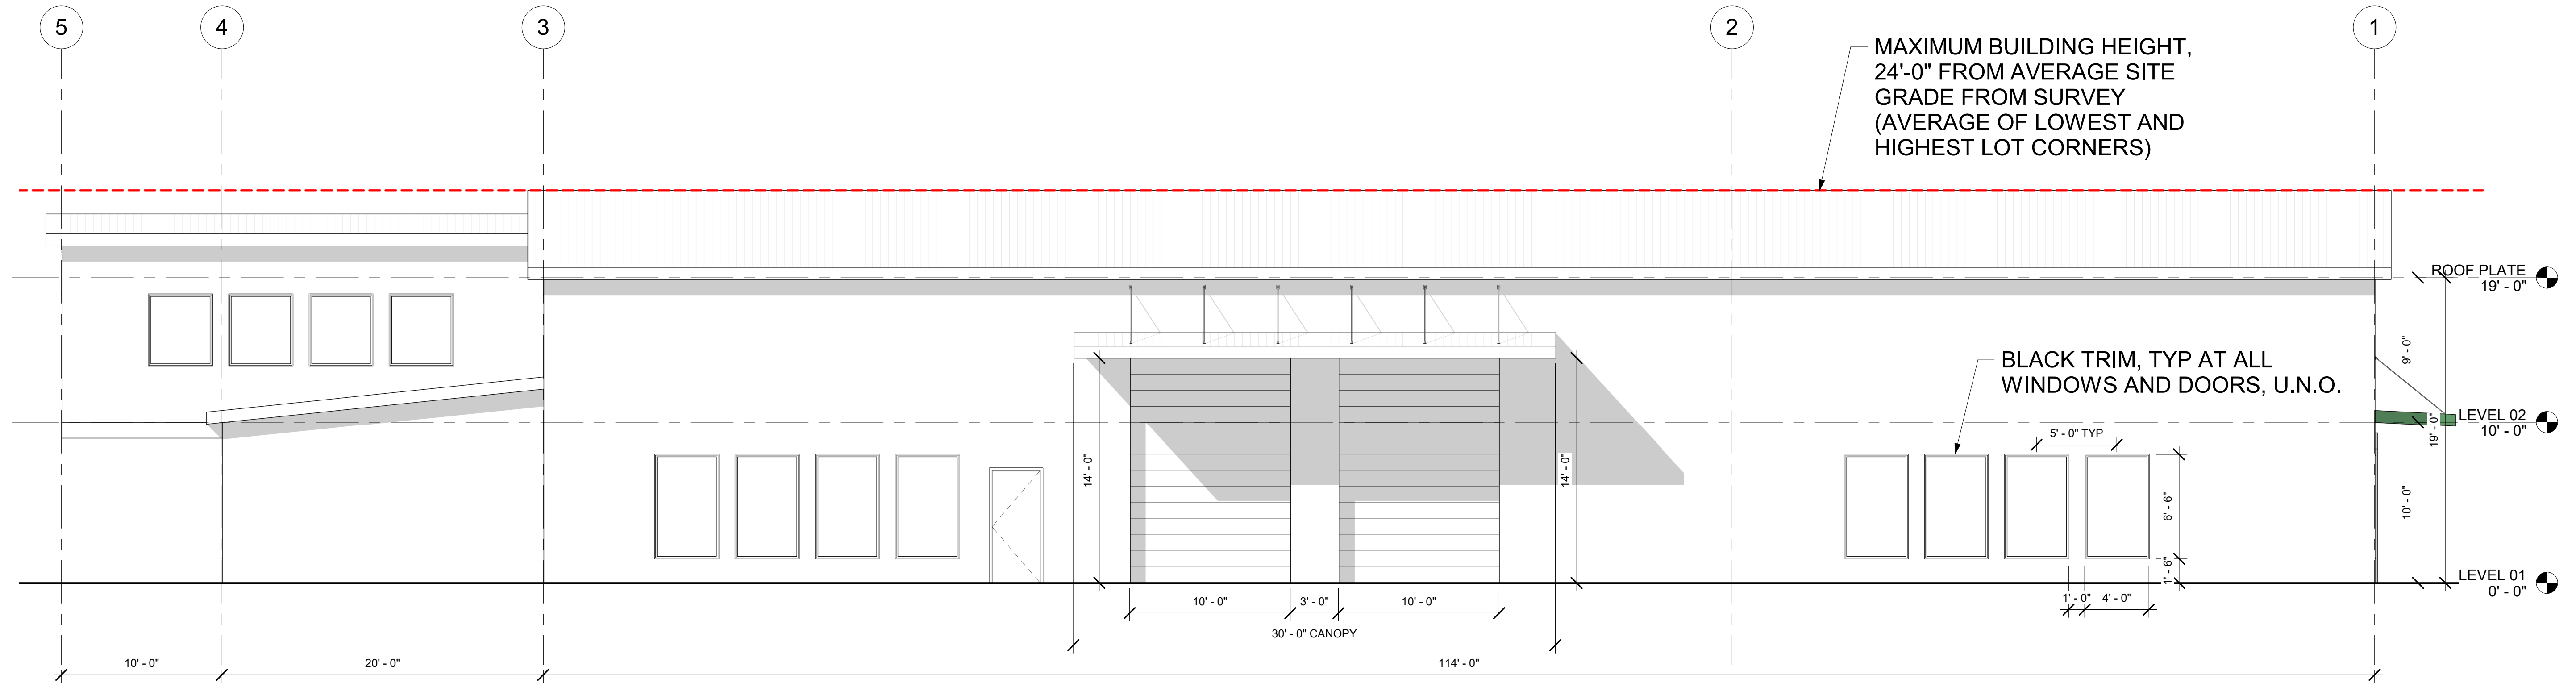 5
4
3
2
1
MAXIMUM BUILDING HEIGHT,
24'-0" FROM AVERAGE SITE
GRADE FROM SURVEY
(AVERAGE OF LOWEST AND
HIGHEST LOT CORNERS)
ROOF PLATE
19' - 0"
9' - 0"
BLACK TRIM, TYP AT ALL
WINDOWS AND DOORS, U.N.O.
LEVEL 02
10' - 0"
19' - 0"
5' - 0" TYP
14' - 0"
14' - 0"
6' - 6"
10' - 0"
1' - 6"
LEVEL 01
0' - 0"
10' - 0"
3' - 0"
10' - 0"
1' - 0"
4' - 0"
30' - 0" CANOPY
10' - 0"
20' - 0"
114' - 0"